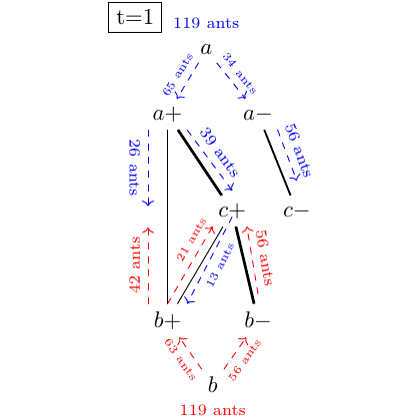 t=1
119 ants
a
65 ants
34 ants
a+
a−
26 ants
39 ants
56 ants
c+
c−
42 ants
21 ants
13 ants
56 ants
b+
b−
63 ants
56 ants
b
119 ants